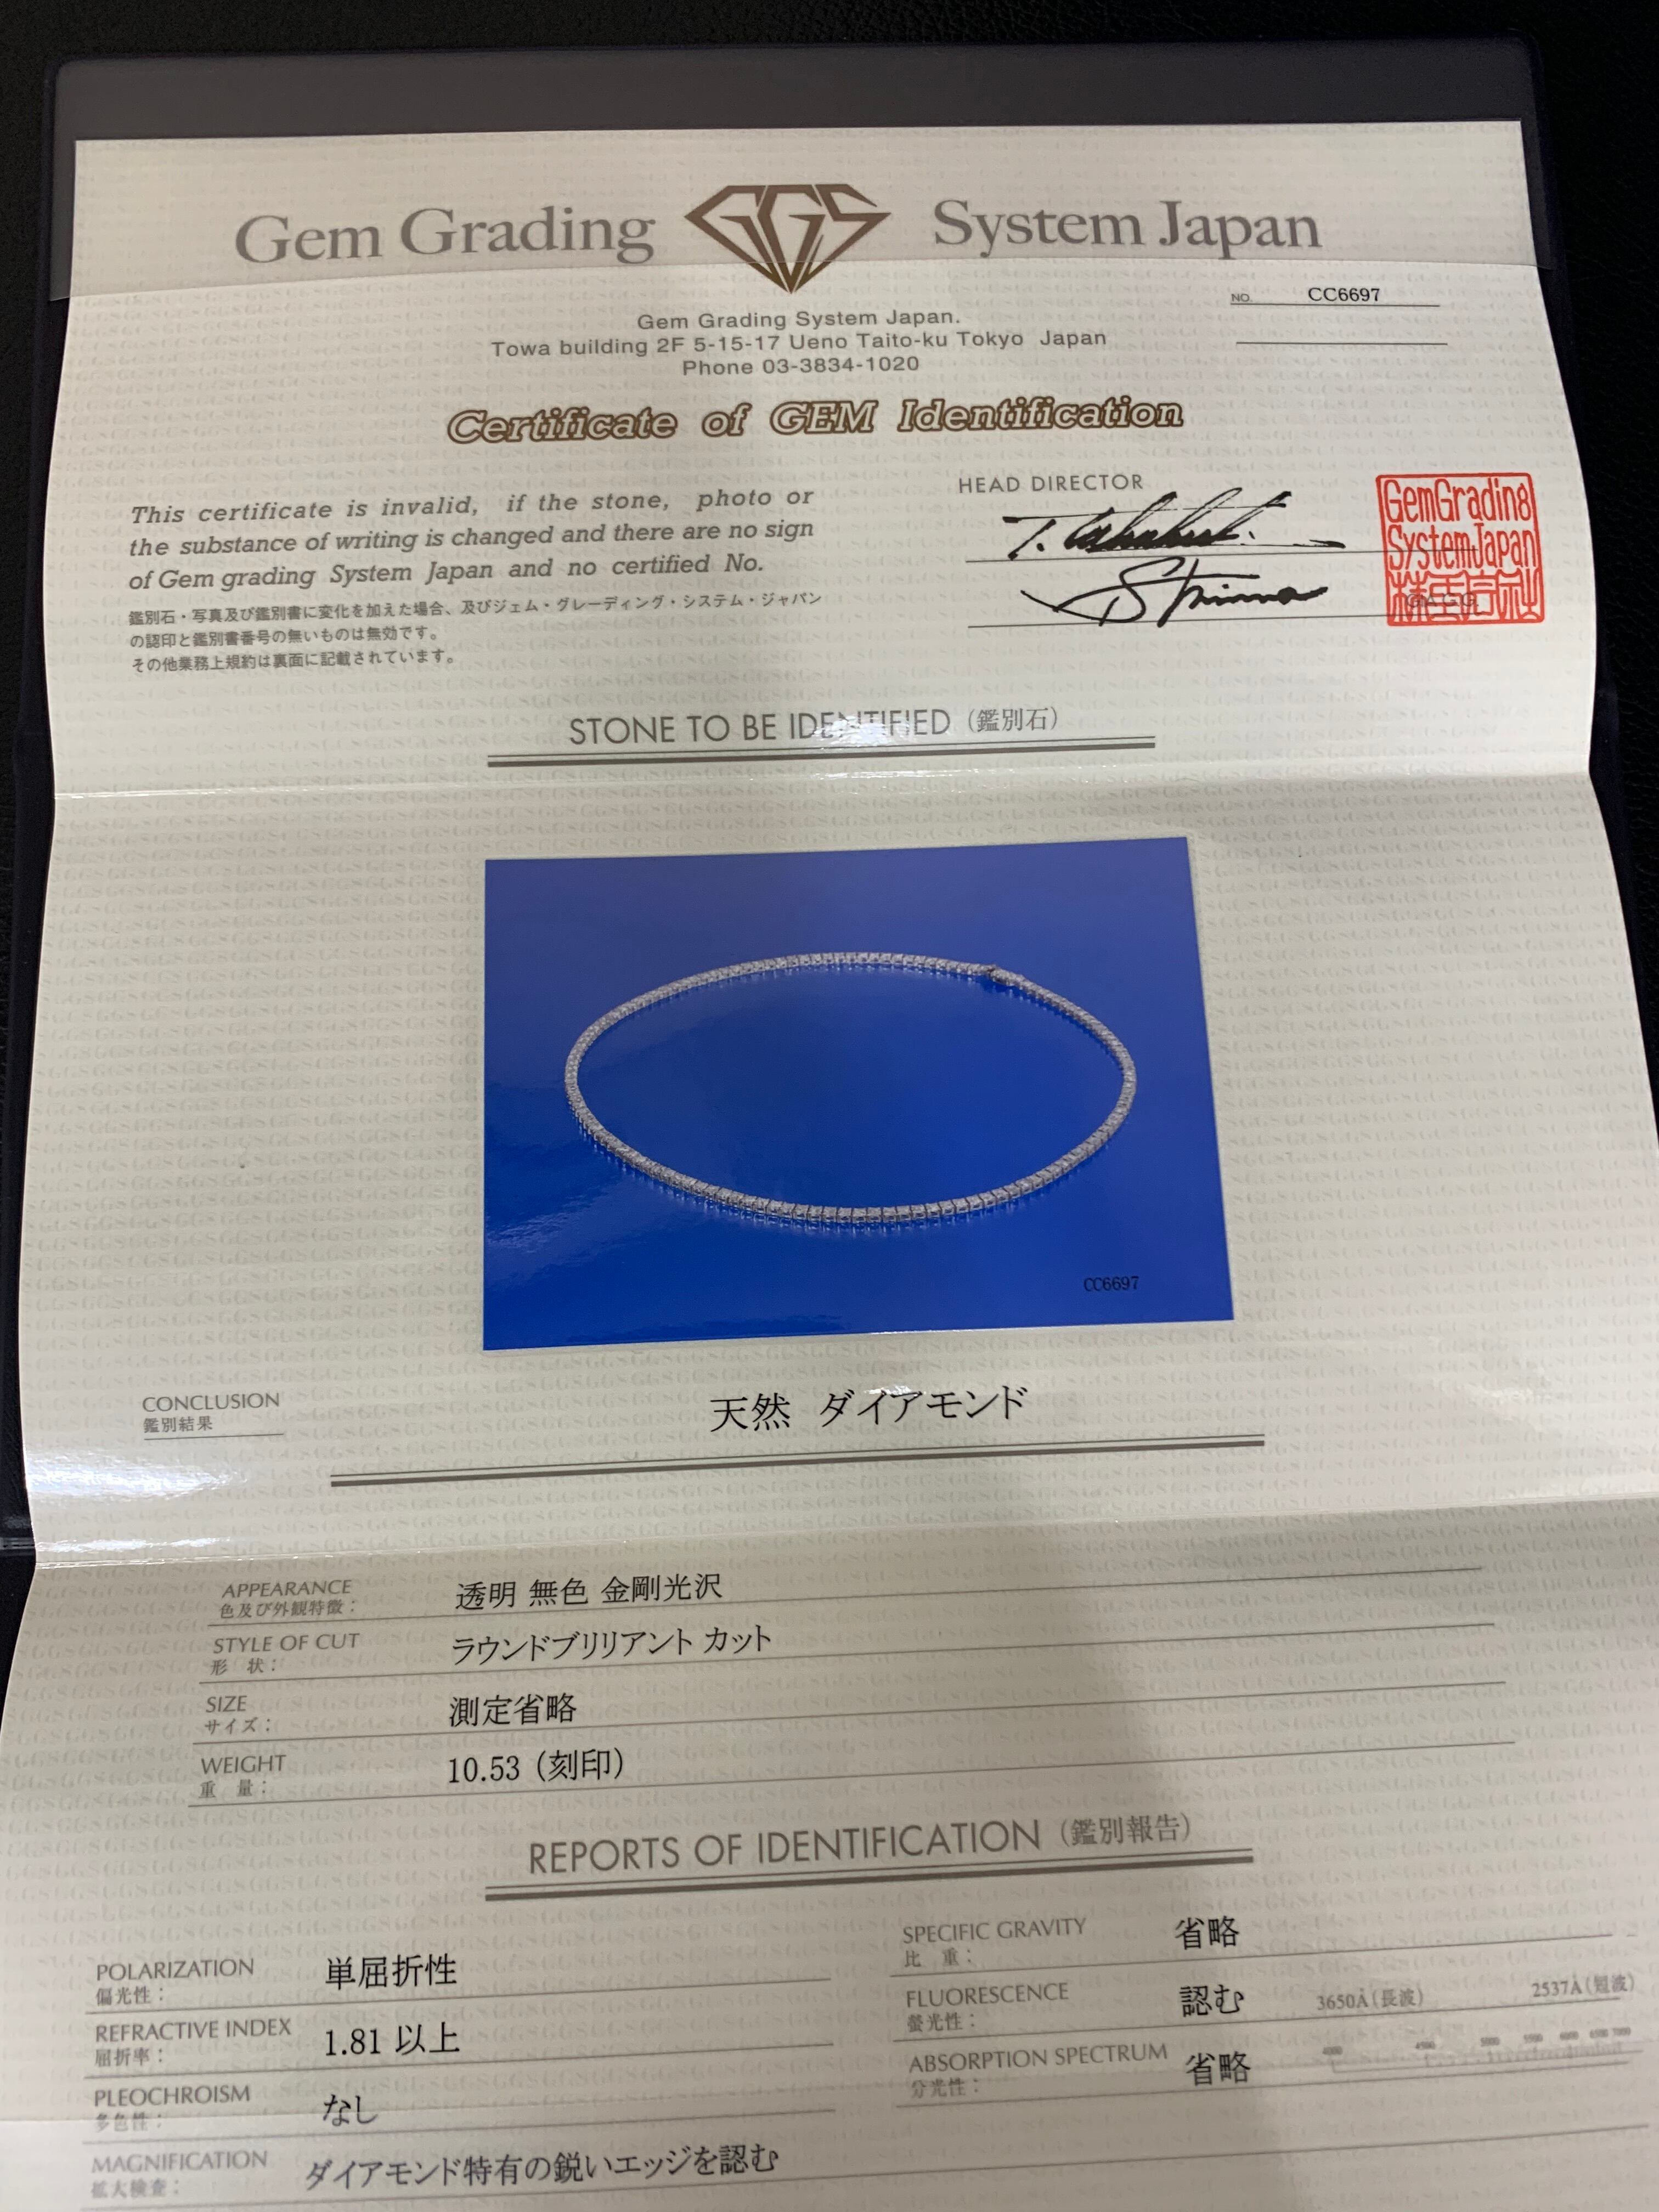 Gem Grading GGS System Japan
NO. CC6697
Gem Grading System Japan.
Towa building 2F 5-15-17 Ueno Taito-ku Tokyo Japan
Phone 03-3834-1020
Certificate of GEM Identification
This certificate is invalid, if the stone, photo or
the substance of writing is changed and there are no sign
of Gem grading System Japan and no certified No.
鑑別石・写真及び鑑別書に変化を加えた場合、及びジェム・グレーディング・システム・ジャパン
の認印と鑑別書番号の無いものは無効です。
その他業務上規約は裏面に記載されています。
HEAD DIRECTOR
GemGrading
SystemJapan
STONE TO BE IDENTIFIED (鑑別石)
CC6697
CONCLUSION
鑑別結果
天然 ダイアモンド
APPEARANCE
色及び外観特徴:
透明 無色 金剛光沢
STYLE OF CUT
形 状:
ラウンドブリリアント カット
SIZE
サイズ:
測定省略
WEIGHT
重 量:
10.53 (刻印)
REPORTS OF IDENTIFICATION (鑑別報告)
POLARIZATION
偏光性:
単屈折性
REFRACTIVE INDEX
屈折率:
1.81 以上
PLEOCHROISM
多色性:
なし
MAGNIFICATION
拡大検査:
ダイアモンド特有の鋭いエッジを認む
SPECIFIC GRAVITY
比 重:
省略
FLUORESCENCE
螢光性:
認む
3650Å(長波)
2537Å(短波)
ABSORPTION SPECTRUM
分光性:
省略
4000 4500 5000 5500 6000 6500 7000